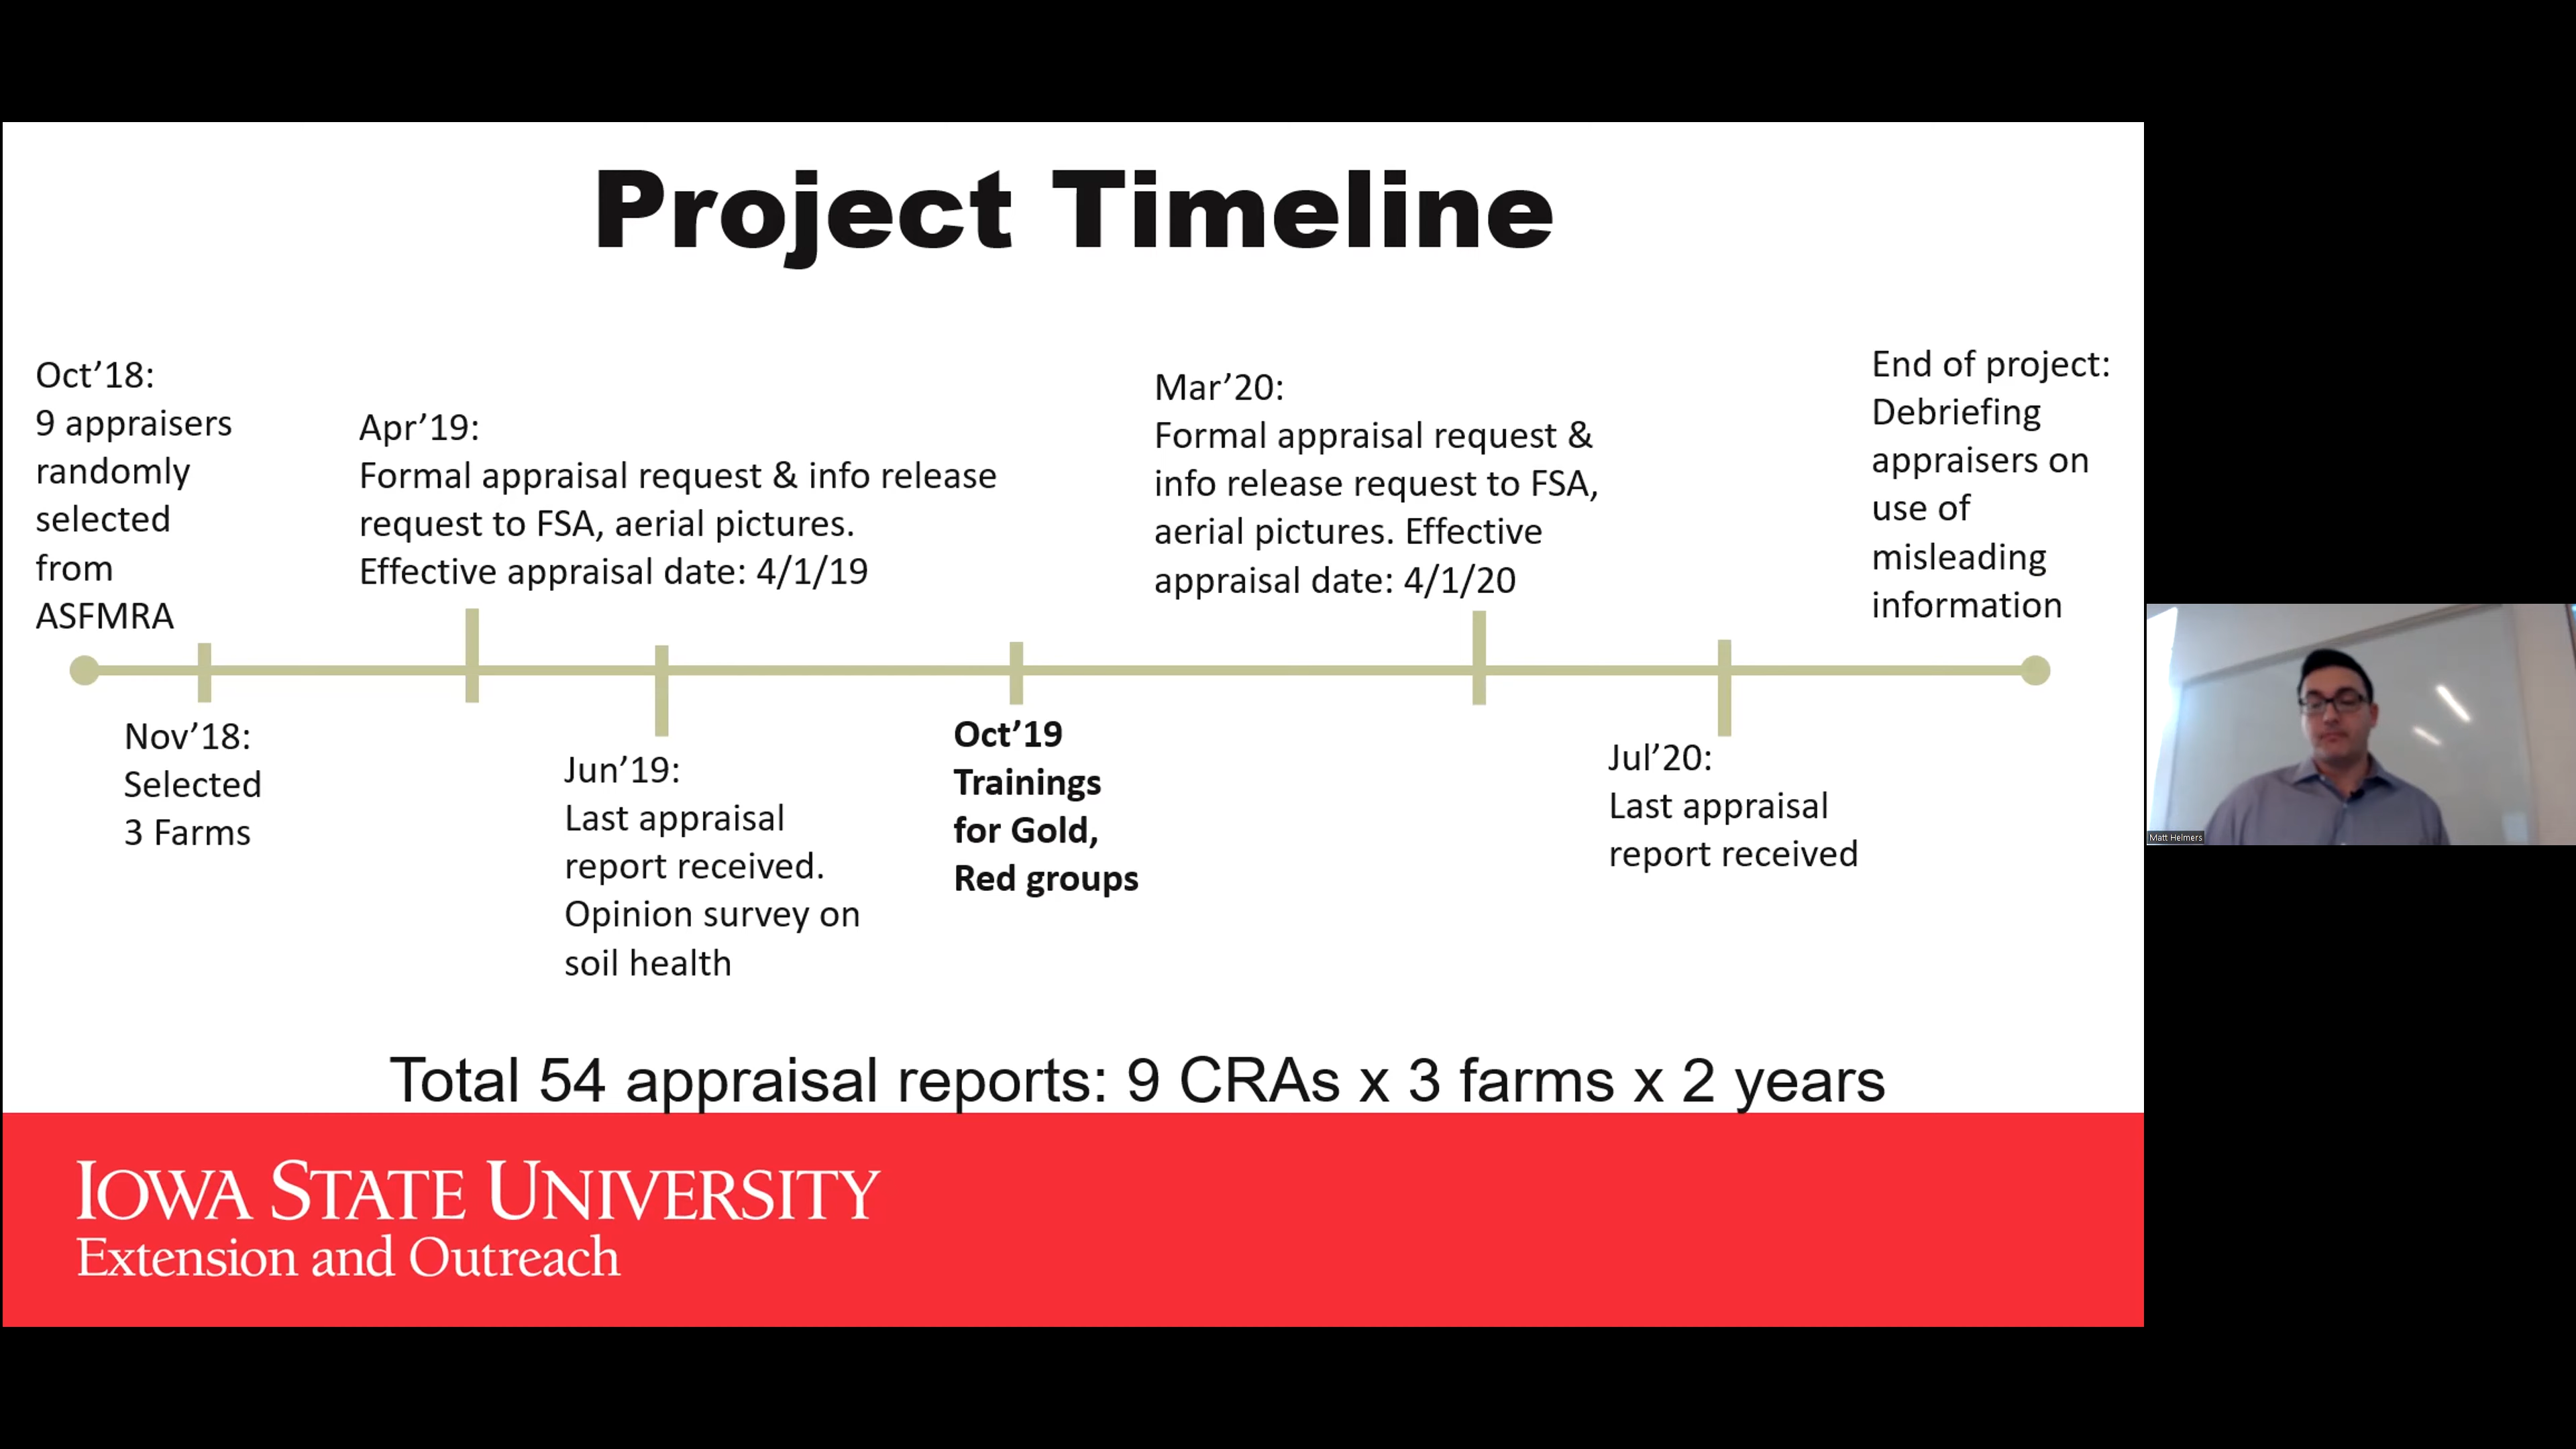 Project Timeline
Oct’18:
9 appraisers
randomly
selected
from
ASFMRA
Nov’18:
Selected
3 Farms
Apr’19:
Formal appraisal request & info release
request to FSA, aerial pictures.
Effective appraisal date: 4/1/19
Jun’19:
Last appraisal
report received.
Opinion survey on
soil health
Oct’19
Trainings
for Gold,
Red groups
Mar’20:
Formal appraisal request &
info release request to FSA,
aerial pictures. Effective
appraisal date: 4/1/20
Jul’20:
Last appraisal
report received
End of project:
Debriefing
appraisers on
use of
misleading
information
Total 54 appraisal reports: 9 CRAs x 3 farms x 2 years
IOWA STATE UNIVERSITY
Extension and Outreach
Matt Helmers